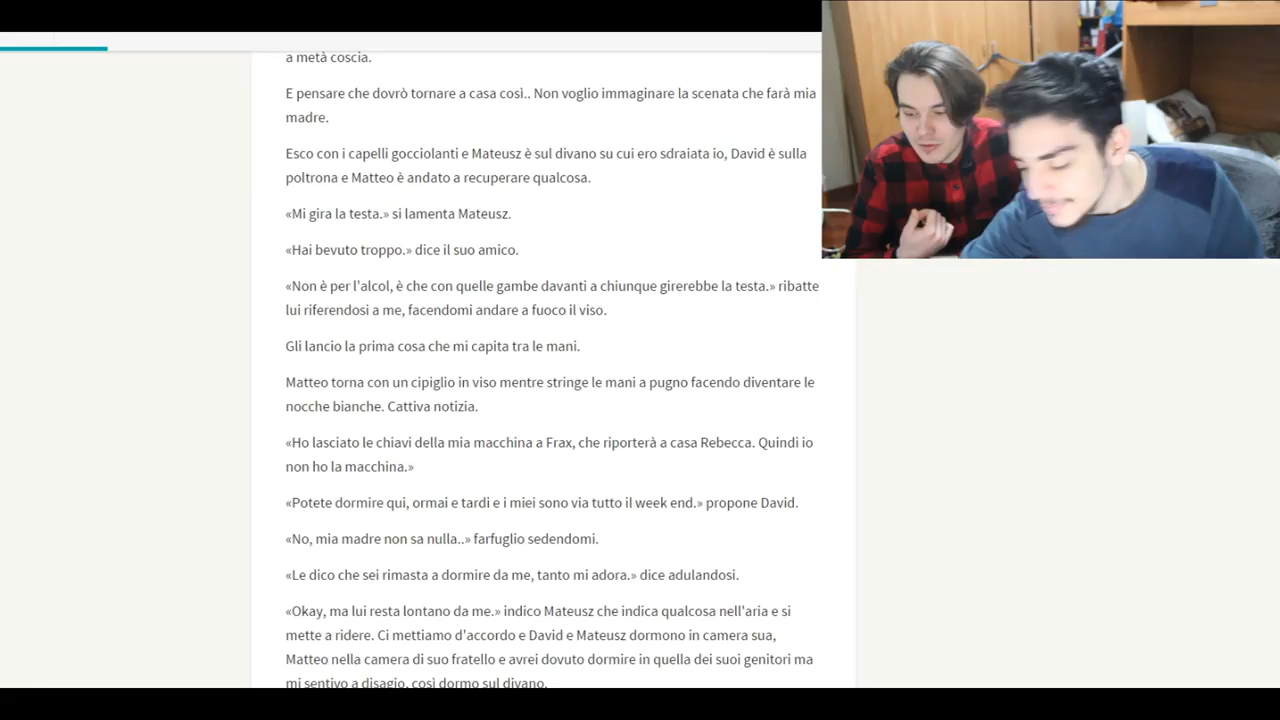 a metà coscia.
E pensare che dovrò tornare a casa così.. Non voglio immaginare la scenata che farà mia
madre.
Esco con i capelli gocciolanti e Mateusz è sul divano su cui ero sdraiata io, David è sulla
poltrona e Matteo è andato a recuperare qualcosa.
«Mi gira la testa.» si lamenta Mateusz.
«Hai bevuto troppo.» dice il suo amico.
«Non è per l'alcol, è che con quelle gambe davanti a chiunque girerebbe la testa.» ribatte
lui riferendosi a me, facendomi andare a fuoco il viso.
Gli lancio la prima cosa che mi capita tra le mani.
Matteo torna con un cipiglio in viso mentre stringe le mani a pugno facendo diventare le
nocche bianche. Cattiva notizia.
«Ho lasciato le chiavi della mia macchina a Frax, che riporterà a casa Rebecca. Quindi io
non ho la macchina.»
«Potete dormire qui, ormai e tardi e i miei sono via tutto il week end.» propone David.
«No, mia madre non sa nulla..» farfuglio sedendomi.
«Le dico che sei rimasta a dormire da me, tanto mi adora.» dice adulandosi.
«Okay, ma lui resta lontano da me.» indico Mateusz che indica qualcosa nell'aria e si
mette a ridere. Ci mettiamo d'accordo e David e Mateusz dormono in camera sua,
Matteo nella camera di suo fratello e avrei dovuto dormire in quella dei suoi genitori ma
mi sentivo a disagio, così dormo sul divano.